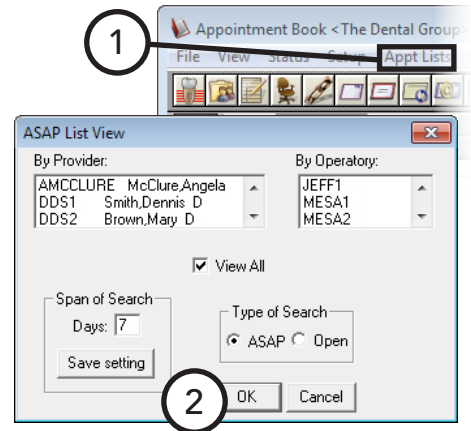 1
Appointment Book <The Dental Group>
File View Status Setup Appt Lists
ASAP List View
By Provider: By Operatory:
AMCCLURE McClure,Angela JEFF1
DDS1 Smith,Dennis D MESA1
DDS2 Brown,Mary D MESA2
View All
Span of Search Type of Search
Days: 7
ASAP Open
Save setting
2 OK Cancel